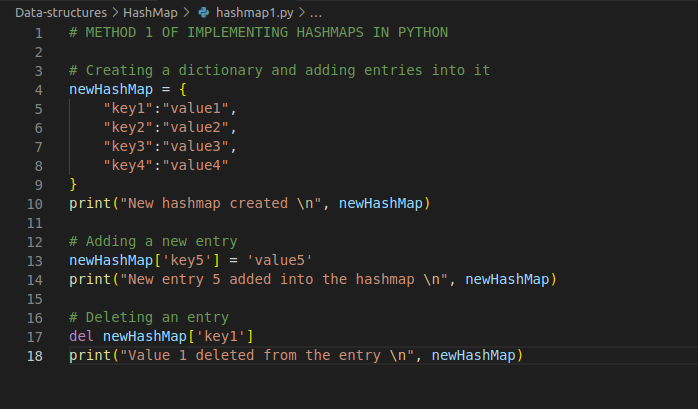 Data-structures > HashMap > hashmap1.py > ...
1 # METHOD 1 OF IMPLEMENTING HASHMAPS IN PYTHON
2
3 # Creating a dictionary and adding entries into it
4 newHashMap = {
5     "key1":"value1",
6     "key2":"value2",
7     "key3":"value3",
8     "key4":"value4"
9 }
10 print("New hashmap created \n", newHashMap)
11
12 # Adding a new entry
13 newHashMap['key5'] = 'value5'
14 print("New entry 5 added into the hashmap \n", newHashMap)
15
16 # Deleting an entry
17 del newHashMap['key1']
18 print("Value 1 deleted from the entry \n", newHashMap)